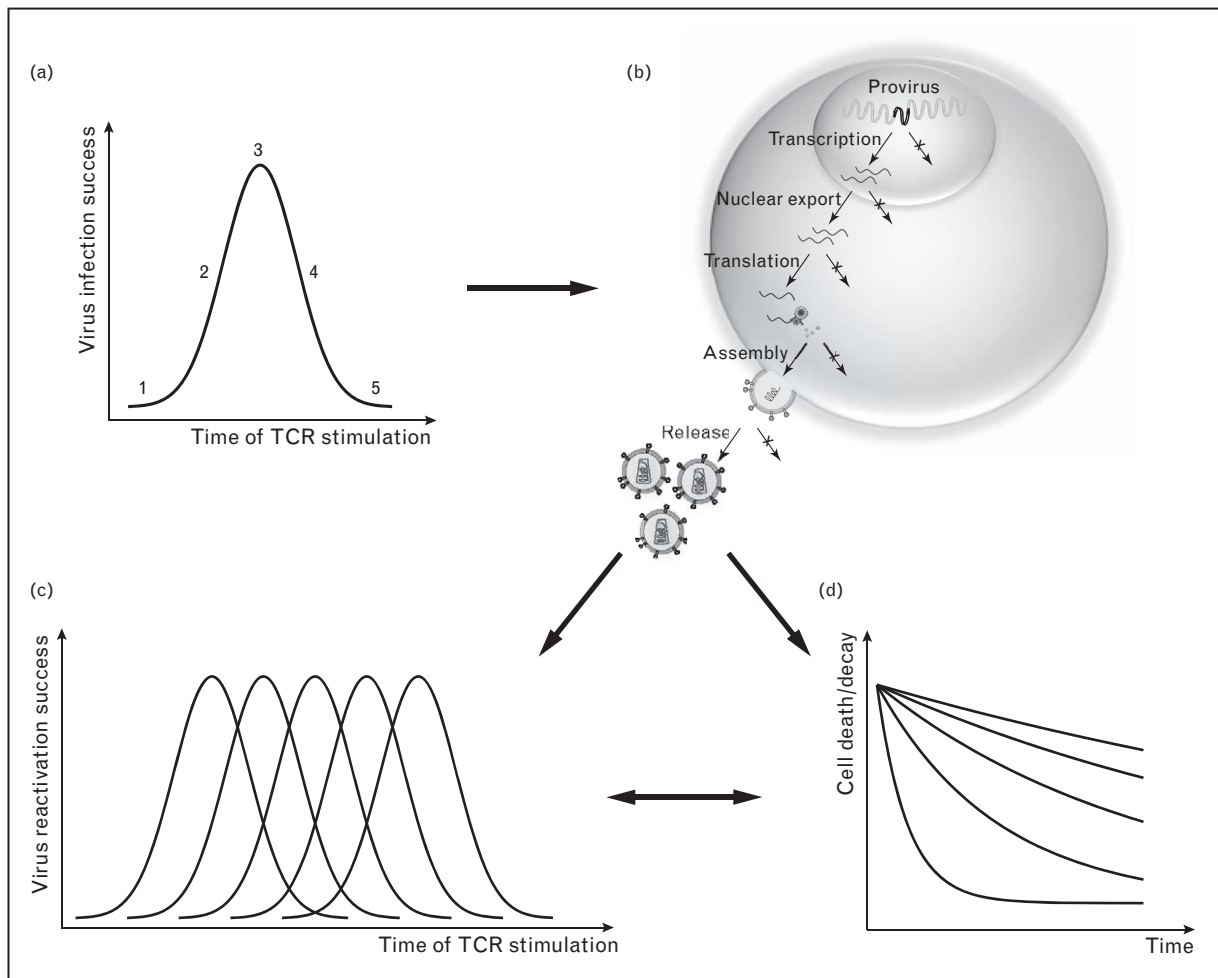 (a)
Virus infection success
1
2
3
4
5
Time of TCR stimulation
(b)
Provirus
Transcription
Nuclear export
Translation
Assembly
Release
(c)
Virus reactivation success
Time of TCR stimulation
(d)
Cell death/decay
Time